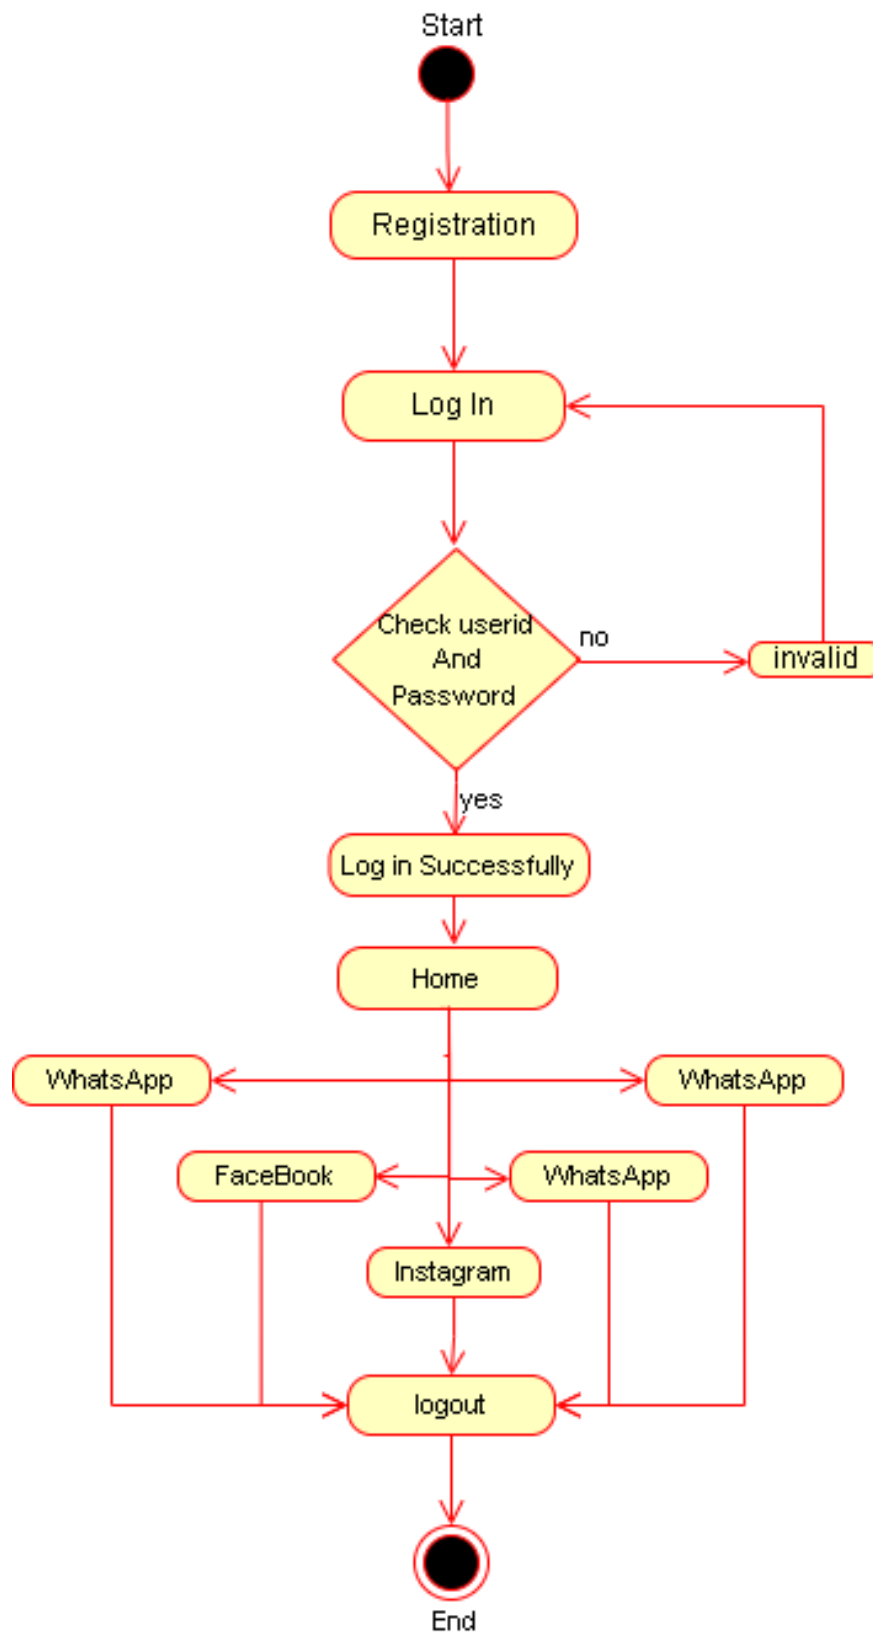 Start
Registration
Log In
Check userid
And
Password
no
invalid
yes
Log in Successfully
Home
WhatsApp
WhatsApp
FaceBook
WhatsApp
Instagram
logout
End